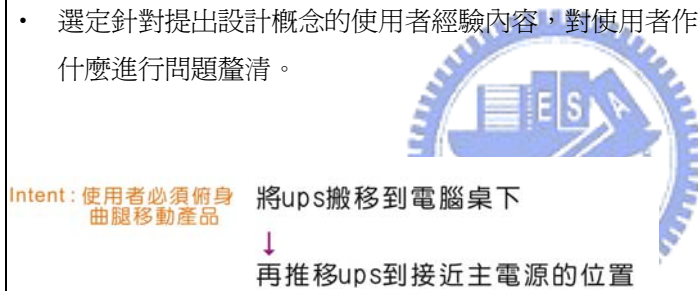 • 選定針對提出設計概念的使用者經驗內容，對使用者作
什麼進行問題釐清。
ES
Intent : 使用者必須俯身
曲腿移動產品
將ups搬移到電腦桌下
↓
再推移ups到接近主電源的位置